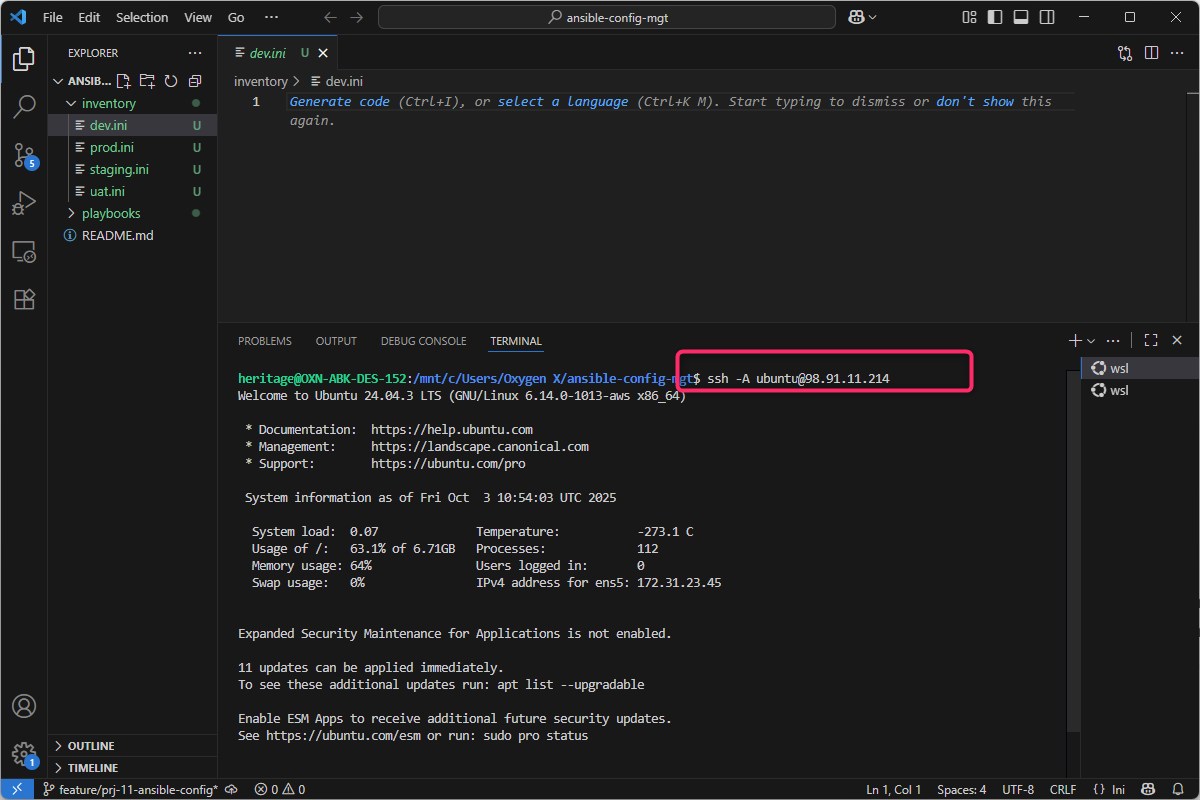 File Edit Selection View Go ··· ansible-config-mgt
EXPLORER ···
ANSIB...
inventory
dev.ini U
prod.ini U
staging.ini U
uat.ini U
playbooks
README.md
5
1
OUTLINE
TIMELINE
dev.ini U
inventory > dev.ini
1 Generate code (Ctrl+I), or select a language (Ctrl+K M). Start typing to dismiss or don't show this
again.
PROBLEMS OUTPUT DEBUG CONSOLE TERMINAL
wsl
wsl
heritage@OXN-ABK-DES-152:/mnt/c/Users/Oxygen X/ansible-config-mgt$ ssh -A ubuntu@98.91.11.214
Welcome to Ubuntu 24.04.3 LTS (GNU/Linux 6.14.0-1013-aws x86_64)
* Documentation: https://help.ubuntu.com
* Management: https://landscape.canonical.com
* Support: https://ubuntu.com/pro
System information as of Fri Oct 3 10:54:03 UTC 2025
System load: 0.07 Temperature: -273.1 C
Usage of /: 63.1% of 6.71GB Processes: 112
Memory usage: 64% Users logged in: 0
Swap usage: 0% IPv4 address for ens5: 172.31.23.45
Expanded Security Maintenance for Applications is not enabled.
11 updates can be applied immediately.
To see these additional updates run: apt list --upgradable
Enable ESM Apps to receive additional future security updates.
See https://ubuntu.com/esm or run: sudo pro status
feature/prj-11-ansible-config* 0 0 Ln 1, Col 1 Spaces: 4 UTF-8 CRLF {} Ini